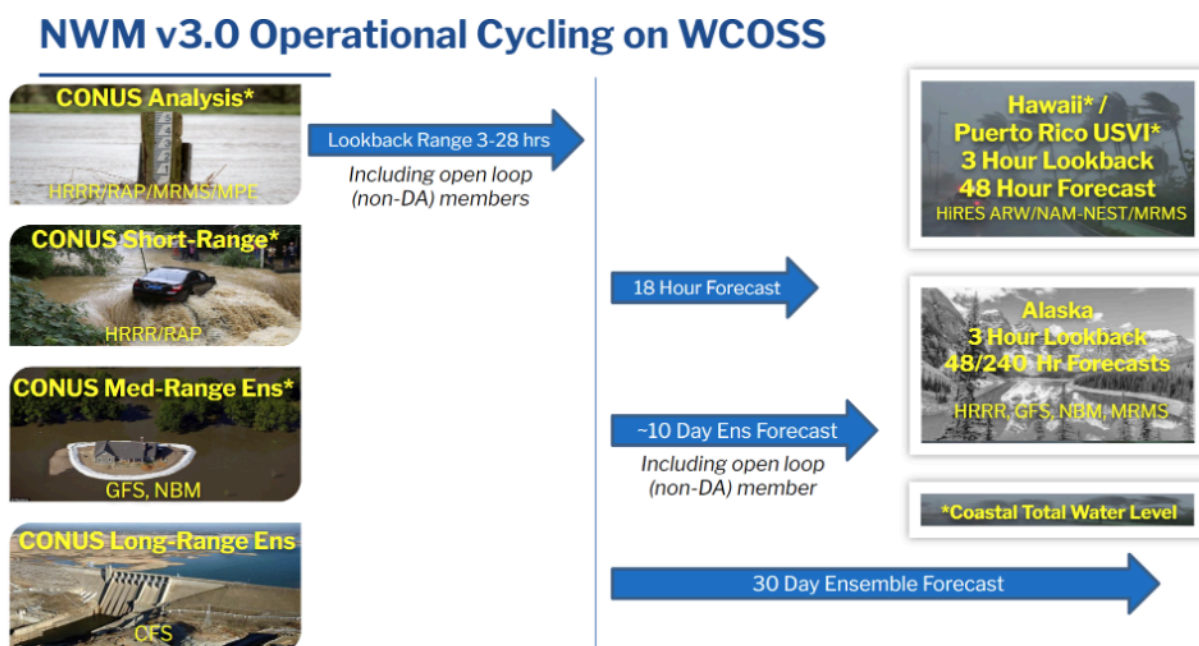 NWM v3.0 Operational Cycling on WCOSS
CONUS Analysis*
HRRR/RAP/MRMS/MPE
Lookback Range 3-28 hrs
Including open loop
(non-DA) members
CONUS Short-Range*
HRRR/RAP
18 Hour Forecast
CONUS Med-Range Ens*
GFS, NBM
~10 Day Ens Forecast
Including open loop
(non-DA) member
CONUS Long-Range Ens
CFS
30 Day Ensemble Forecast
Hawaii* /
Puerto Rico USVI*
3 Hour Lookback
48 Hour Forecast
HiRES ARW/NAM-NEST/MRMS
Alaska
3 Hour Lookback
48/240 Hr Forecasts
HRRR, GFS, NBM, MRMS
*Coastal Total Water Level